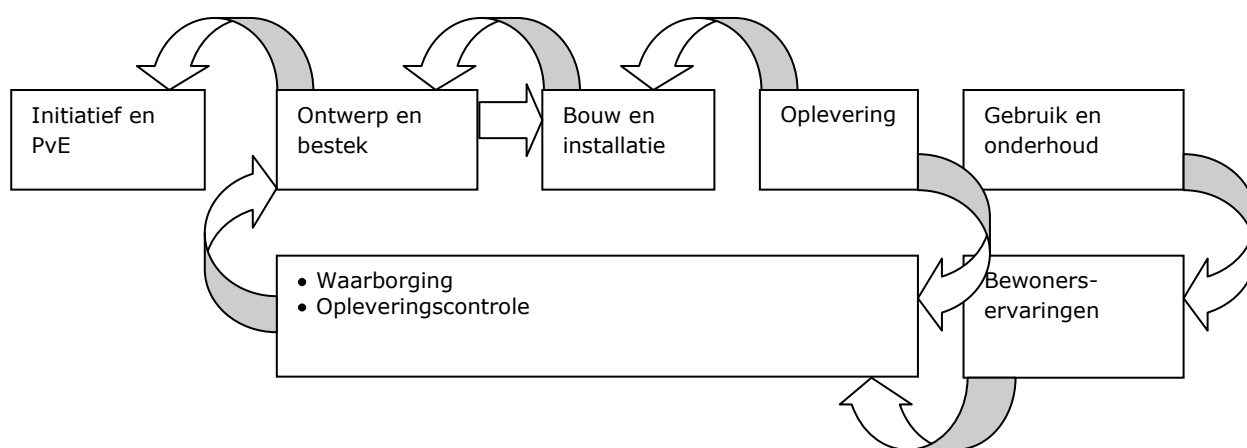 Initiatief en
PvE
Ontwerp en
bestek
Bouw en
installatie
Oplevering
Gebruik en
onderhoud
• Waarborging
• Opleveringscontrole
Bewoners-
ervaringen